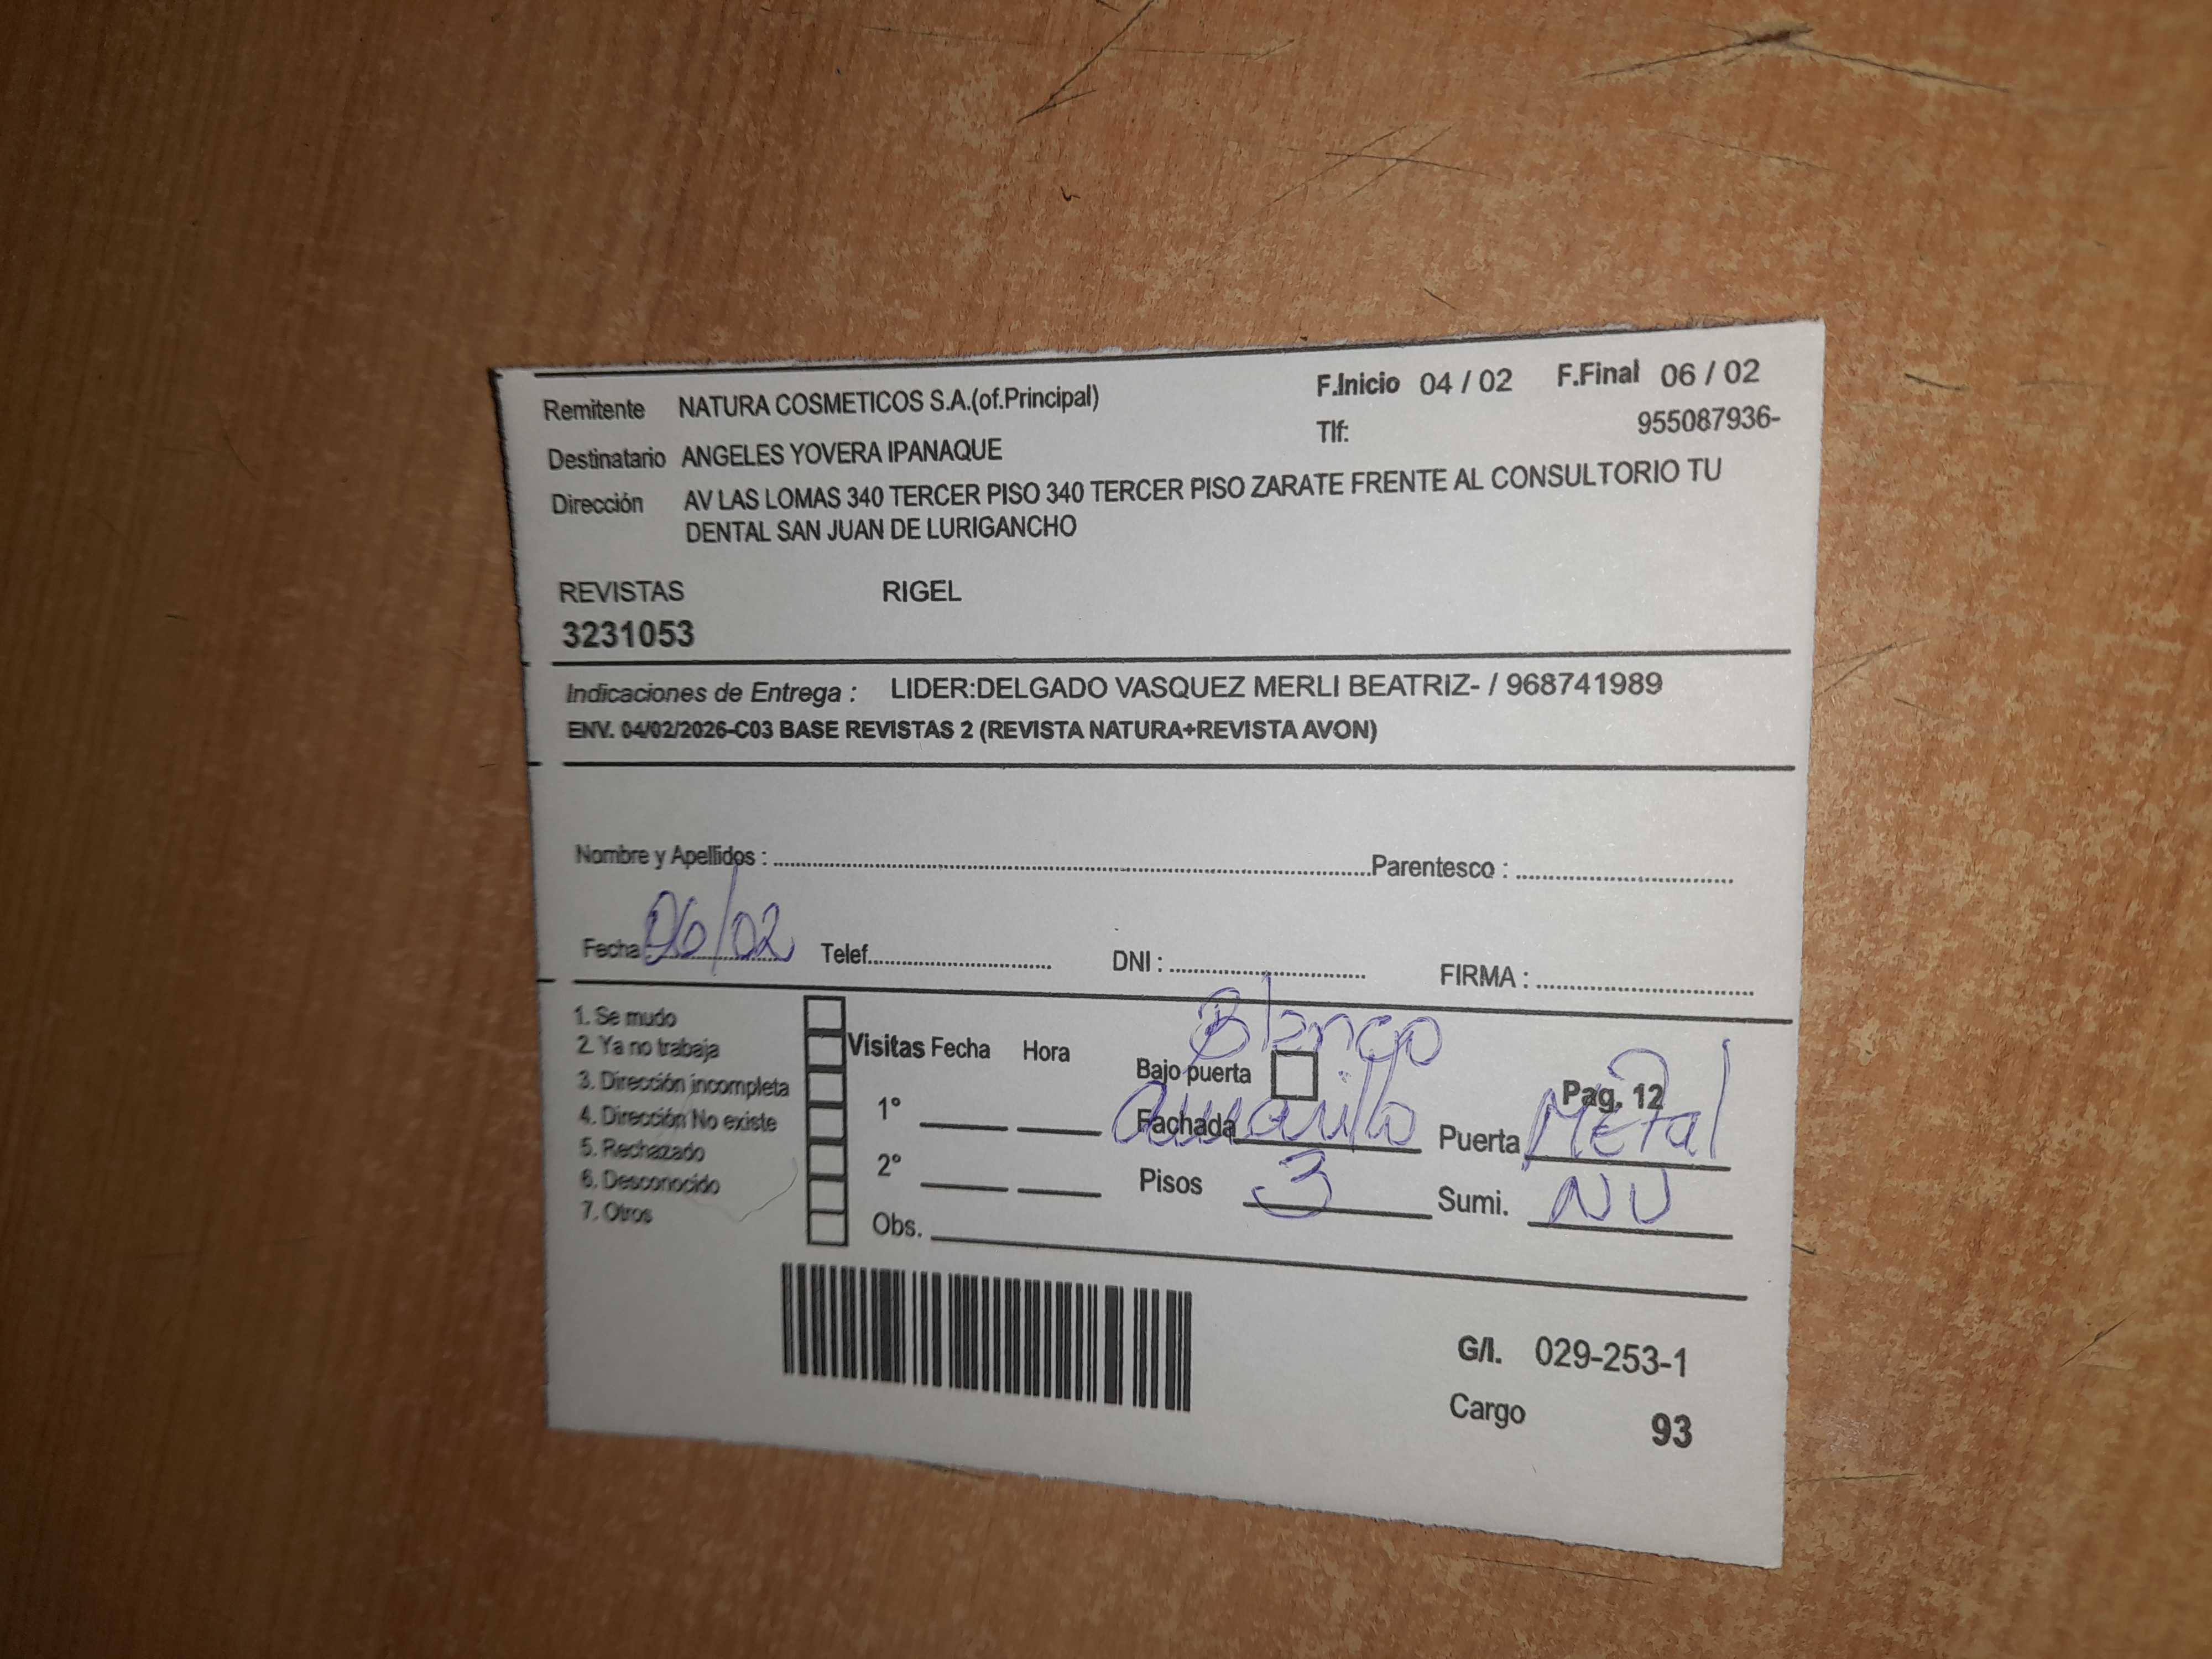 Remitente NATURA COSMETICOS S.A.(of.Principal) F.Inicio 04 / 02 F.Final 06 / 02
Tlf: 955087936-
Destinatario ANGELES YOVERA IPANAQUE
Dirección AV LAS LOMAS 340 TERCER PISO 340 TERCER PISO ZARATE FRENTE AL CONSULTORIO TU
DENTAL SAN JUAN DE LURIGANCHO
REVISTAS RIGEL
3231053
Indicaciones de Entrega : LIDER:DELGADO VASQUEZ MERLI BEATRIZ- / 968741989
ENV. 04/02/2026-C03 BASE REVISTAS 2 (REVISTA NATURA+REVISTA AVON)
Nombre y Apellidos : Parentesco :
Fecha 06/02 Telef. DNI : FIRMA :
1. Se mudo
2. Ya no trabaja
3. Dirección incompleta
4. Dirección No existe
5. Rechazado
6. Desconocido
7. Otros
Visitas Fecha Hora
1°
2°
Obs.
Blanco
Bajo puerta
Pag. 12
Fachada amarillo Puerta Metal
Pisos 3 Sumi. NU
G/I. 029-253-1
Cargo 93